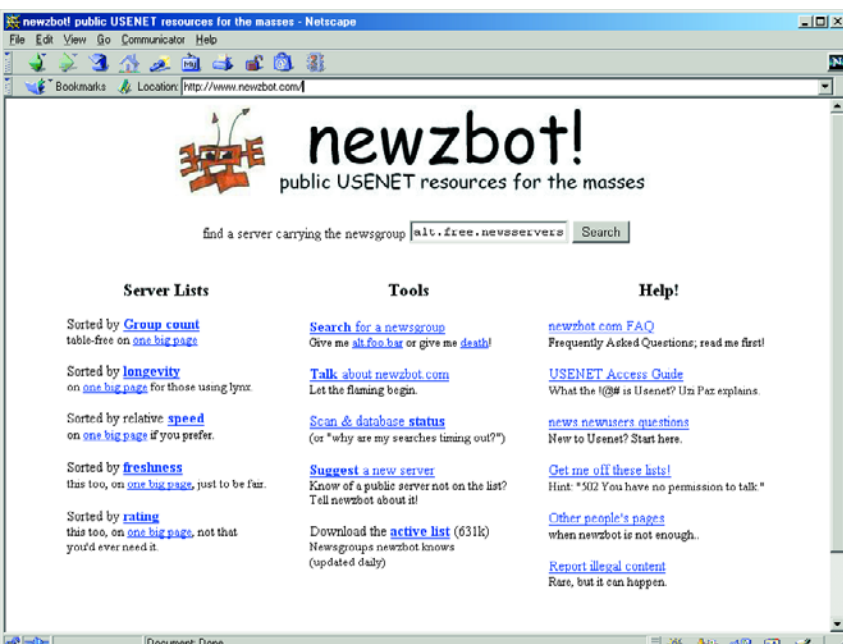 newzbot! public USENET resources for the masses - Netscape
File Edit View Go Communicator Help
Bookmarks Location: http://www.newzbot.com/
newzbot!
public USENET resources for the masses
find a server carrying the newsgroup alt.free.newsservers Search
Server Lists
Sorted by Group count
table-free on one big page
Sorted by longevity
on one big page for those using lynx.
Sorted by relative speed
on one big page if you prefer.
Sorted by freshness
this too, on one big page, just to be fair.
Sorted by rating
this too, on one big page, not that
you'd ever need it.
Tools
Search for a newsgroup
Give me alt.foo.bar or give me death!
Talk about newzbot.com
Let the flaming begin.
Scan & database status
(or "why are my searches timing out?")
Suggest a new server
Know of a public server not on the list?
Tell newzbot about it!
Download the active list (631k)
Newsgroups newzbot knows
(updated daily)
Help!
newzbot.com FAQ
Frequently Asked Questions; read me first!
USENET Access Guide
What the !@# is Usenet? Uzi Paz explains.
news newusers questions
New to Usenet? Start here.
Get me off these lists!
Hint: "502 You have no permission to talk"
Other people's pages
when newzbot is not enough..
Report illegal content
Rare, but it can happen.
Document: Done